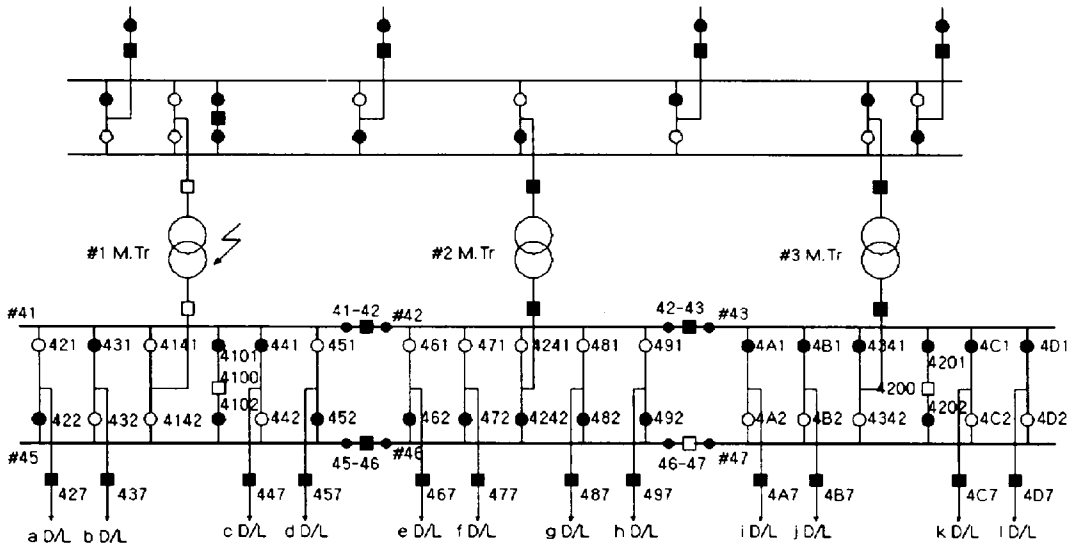 #1 M.Tr #2 M.Tr #3 M.Tr
41-42 42-43
#41 #42 #43
421 431 4141 441 451 461 471 4241 481 491 4A1 4B1 4341 4C1 4D1
4101 4201
4100 4200
4102 4202
422 432 4142 442 452 462 472 4242 482 492 4A2 4B2 4342 4C2 4D2
#45 #46 #47
45-46 46-47
427 437 447 457 467 477 487 497 4A7 4B7 4C7 4D7
a D/L b D/L c D/L d D/L e D/L f D/L g D/L h D/L i D/L j D/L k D/L l D/L